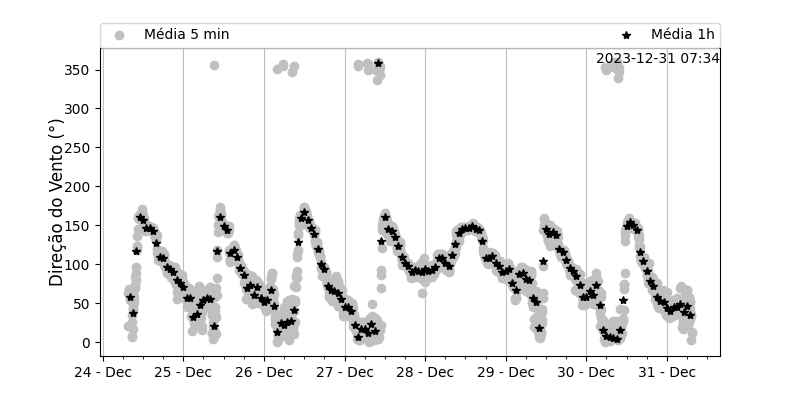 Média 5 min
Média 1h
2023-12-31 07:34
Direção do Vento (°)
350
300
250
200
150
100
50
0
24 - Dec
25 - Dec
26 - Dec
27 - Dec
28 - Dec
29 - Dec
30 - Dec
31 - Dec